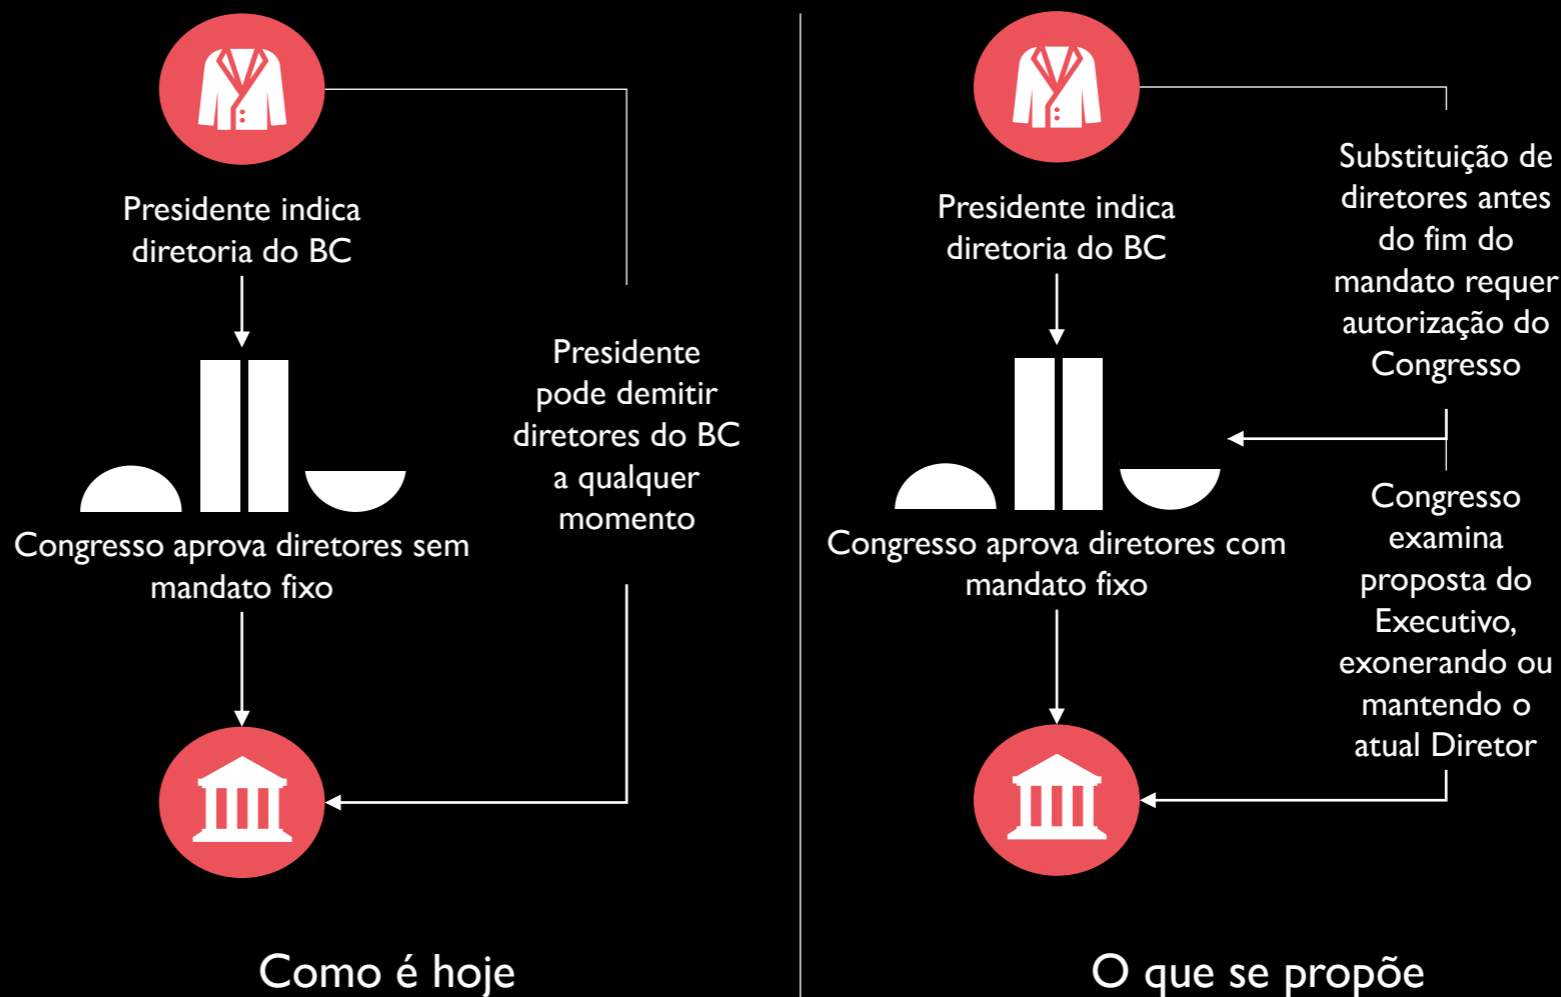 Presidente indica
diretoria do BC
Presidente
pode demitir
diretores do BC
a qualquer
momento
Congresso aprova diretores sem
mandato fixo
Como é hoje
Presidente indica
diretoria do BC
Substituição de
diretores antes
do fim do
mandato requer
autorização do
Congresso
Congresso aprova diretores com
mandato fixo
Congresso
examina
proposta do
Executivo,
exonerando ou
mantendo o
atual Diretor
O que se propõe